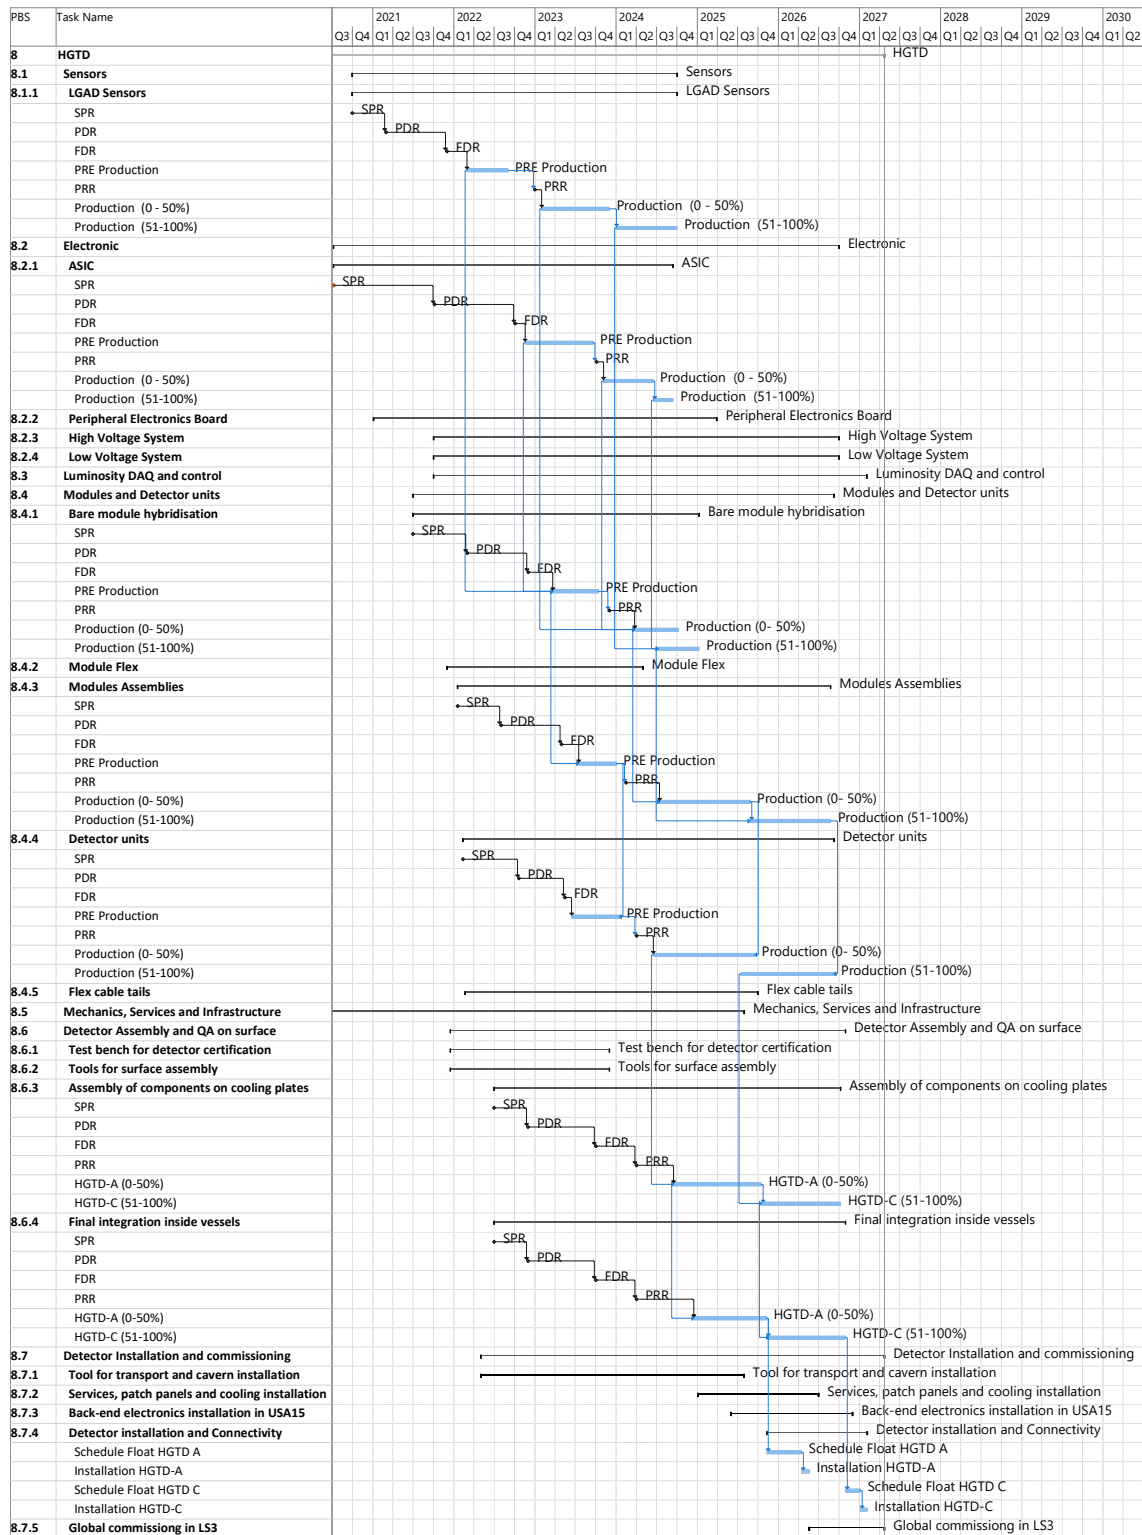 PBS Task Name 2021 2022 2023 2024 2025 2026 2027 2028 2029 2030
Q3 Q4 Q1 Q2 Q3 Q4 Q1 Q2 Q3 Q4 Q1 Q2 Q3 Q4 Q1 Q2 Q3 Q4 Q1 Q2 Q3 Q4 Q1 Q2 Q3 Q4 Q1 Q2 Q3 Q4 Q1 Q2 Q3 Q4 Q1 Q2 Q3 Q4 Q1 Q2
8 HGTD HGTD
8.1 Sensors Sensors
8.1.1 LGAD Sensors LGAD Sensors
SPR SPR
PDR PDR
FDR FDR
PRE Production PRE Production
PRR PRR
Production (0 - 50%) Production (0 - 50%)
Production (51-100%) Production (51-100%)
8.2 Electronic Electronic
8.2.1 ASIC ASIC
SPR SPR
PDR PDR
FDR FDR
PRE Production PRE Production
PRR PRR
Production (0 - 50%) Production (0 - 50%)
Production (51-100%) Production (51-100%)
8.2.2 Peripheral Electronics Board Peripheral Electronics Board
8.2.3 High Voltage System High Voltage System
8.2.4 Low Voltage System Low Voltage System
8.3 Luminosity DAQ and control Luminosity DAQ and control
8.4 Modules and Detector units Modules and Detector units
8.4.1 Bare module hybridisation Bare module hybridisation
SPR SPR
PDR PDR
FDR FDR
PRE Production PRE Production
PRR PRR
Production (0- 50%) Production (0- 50%)
Production (51-100%) Production (51-100%)
8.4.2 Module Flex Module Flex
8.4.3 Modules Assemblies Modules Assemblies
SPR SPR
PDR PDR
FDR FDR
PRE Production PRE Production
PRR PRR
Production (0- 50%) Production (0- 50%)
Production (51-100%) Production (51-100%)
8.4.4 Detector units Detector units
SPR SPR
PDR PDR
FDR FDR
PRE Production PRE Production
PRR PRR
Production (0- 50%) Production (0- 50%)
Production (51-100%) Production (51-100%)
8.4.5 Flex cable tails Flex cable tails
8.5 Mechanics, Services and Infrastructure Mechanics, Services and Infrastructure
8.6 Detector Assembly and QA on surface Detector Assembly and QA on surface
8.6.1 Test bench for detector certification Test bench for detector certification
8.6.2 Tools for surface assembly Tools for surface assembly
8.6.3 Assembly of components on cooling plates Assembly of components on cooling plates
SPR SPR
PDR PDR
FDR FDR
PRR PRR
HGTD-A (0-50%) HGTD-A (0-50%)
HGTD-C (51-100%) HGTD-C (51-100%)
8.6.4 Final integration inside vessels Final integration inside vessels
SPR SPR
PDR PDR
FDR FDR
PRR PRR
HGTD-A (0-50%) HGTD-A (0-50%)
HGTD-C (51-100%) HGTD-C (51-100%)
8.7 Detector Installation and commissioning Detector Installation and commissioning
8.7.1 Tool for transport and cavern installation Tool for transport and cavern installation
8.7.2 Services, patch panels and cooling installation Services, patch panels and cooling installation
8.7.3 Back-end electronics installation in USA15 Back-end electronics installation in USA15
8.7.4 Detector installation and Connectivity Detector installation and Connectivity
Schedule Float HGTD A Schedule Float HGTD A
Installation HGTD-A Installation HGTD-A
Schedule Float HGTD C Schedule Float HGTD C
Installation HGTD-C Installation HGTD-C
8.7.5 Global commissiong in LS3 Global commissiong in LS3